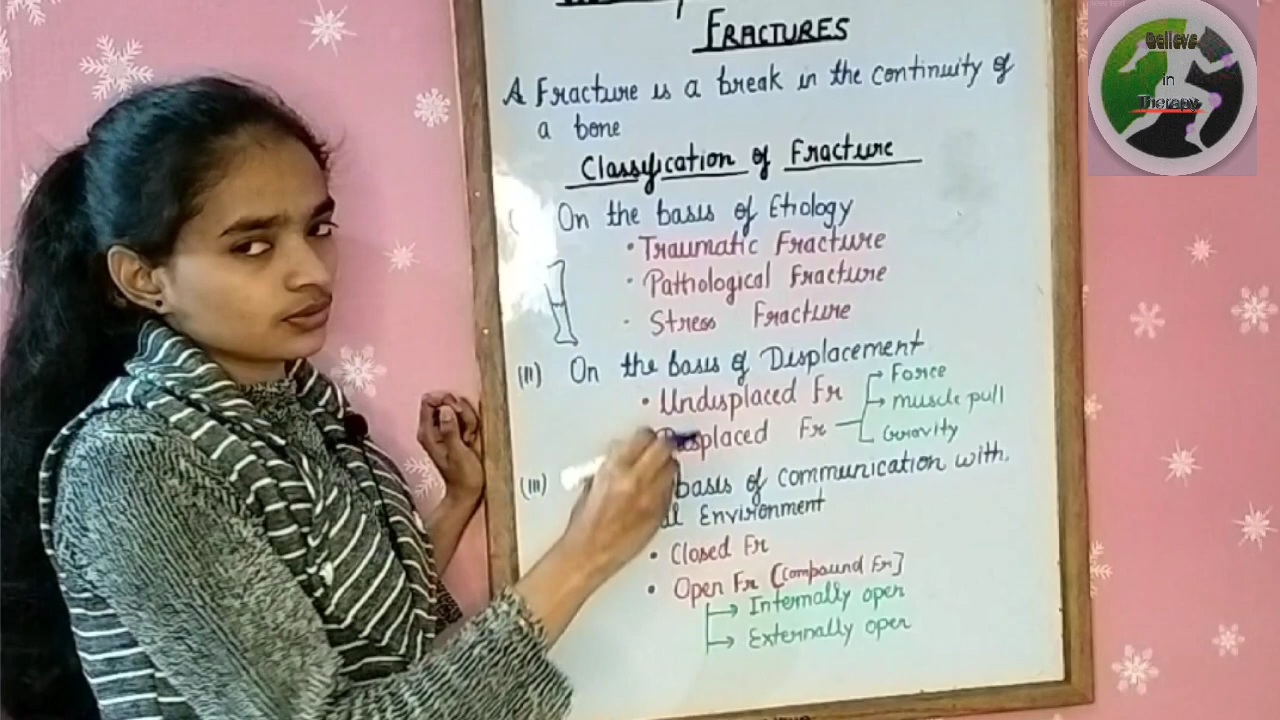 FRACTURES
A Fracture is a break in the continuity of
a bone
Classification of Fracture
On the basis of Etiology
• Traumatic Fracture
• Pathological Fracture
• Stress Fracture
(II) On the basis of Displacement
• Undisplaced Fr
Displaced Fr
Force
muscle pull
Gravity
(III) basis of communication with
Environment
• Closed Fr
• Open Fr [Compound Fr]
Internally open
Externally open
Believe
in
Therapy